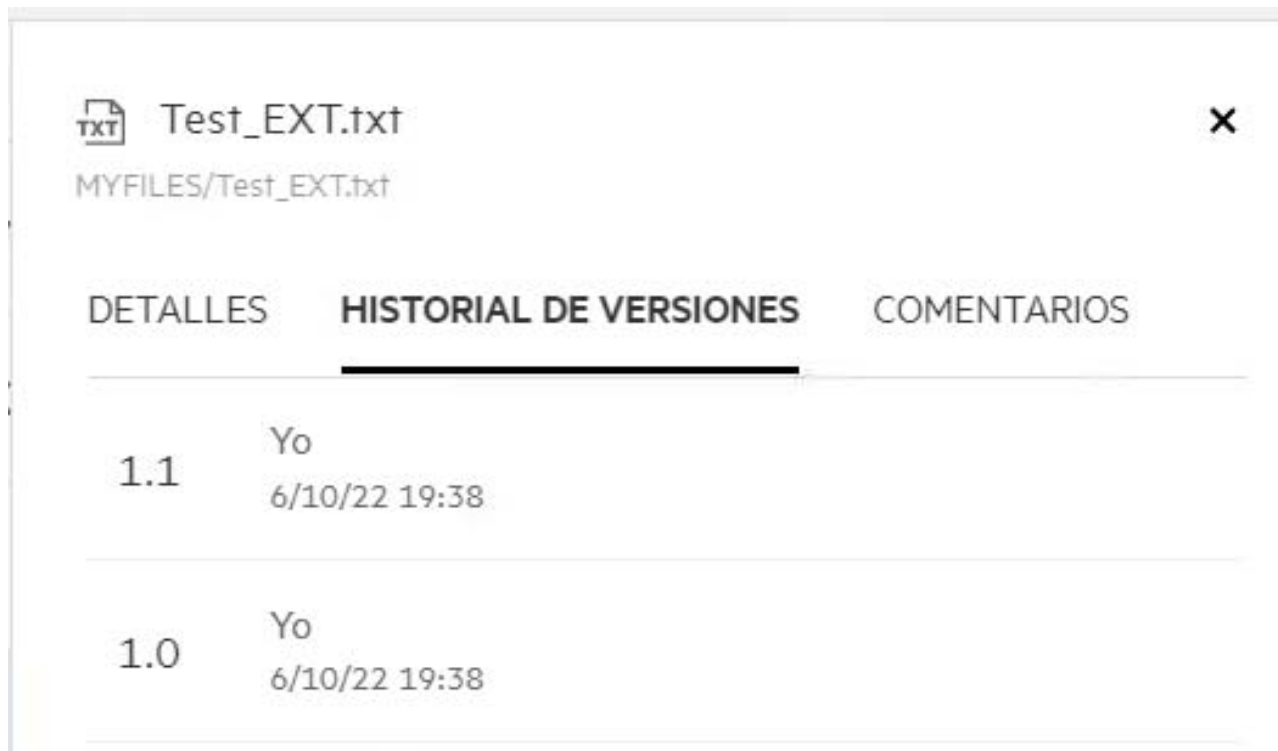 TXT Test_EXT.txt
MYFILES/Test_EXT.txt
DETALLES HISTORIAL DE VERSIONES COMENTARIOS
1.1 Yo
6/10/22 19:38
1.0 Yo
6/10/22 19:38